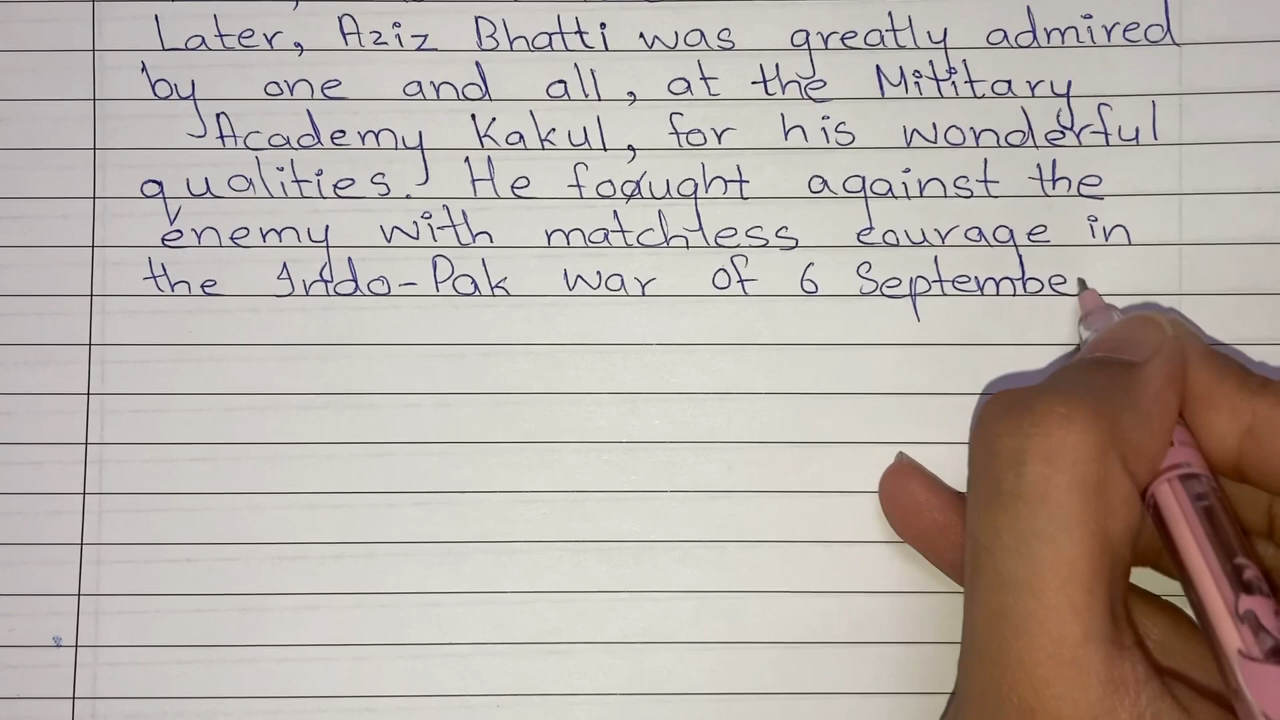 Later, Aziz Bhatti was greatly admired
by one and all, at the Mititary
Academy Kakul, for his wonderful
qualities. He fought against the
enemy with matchless courage in
the Indo-Pak war of 6 Septembe